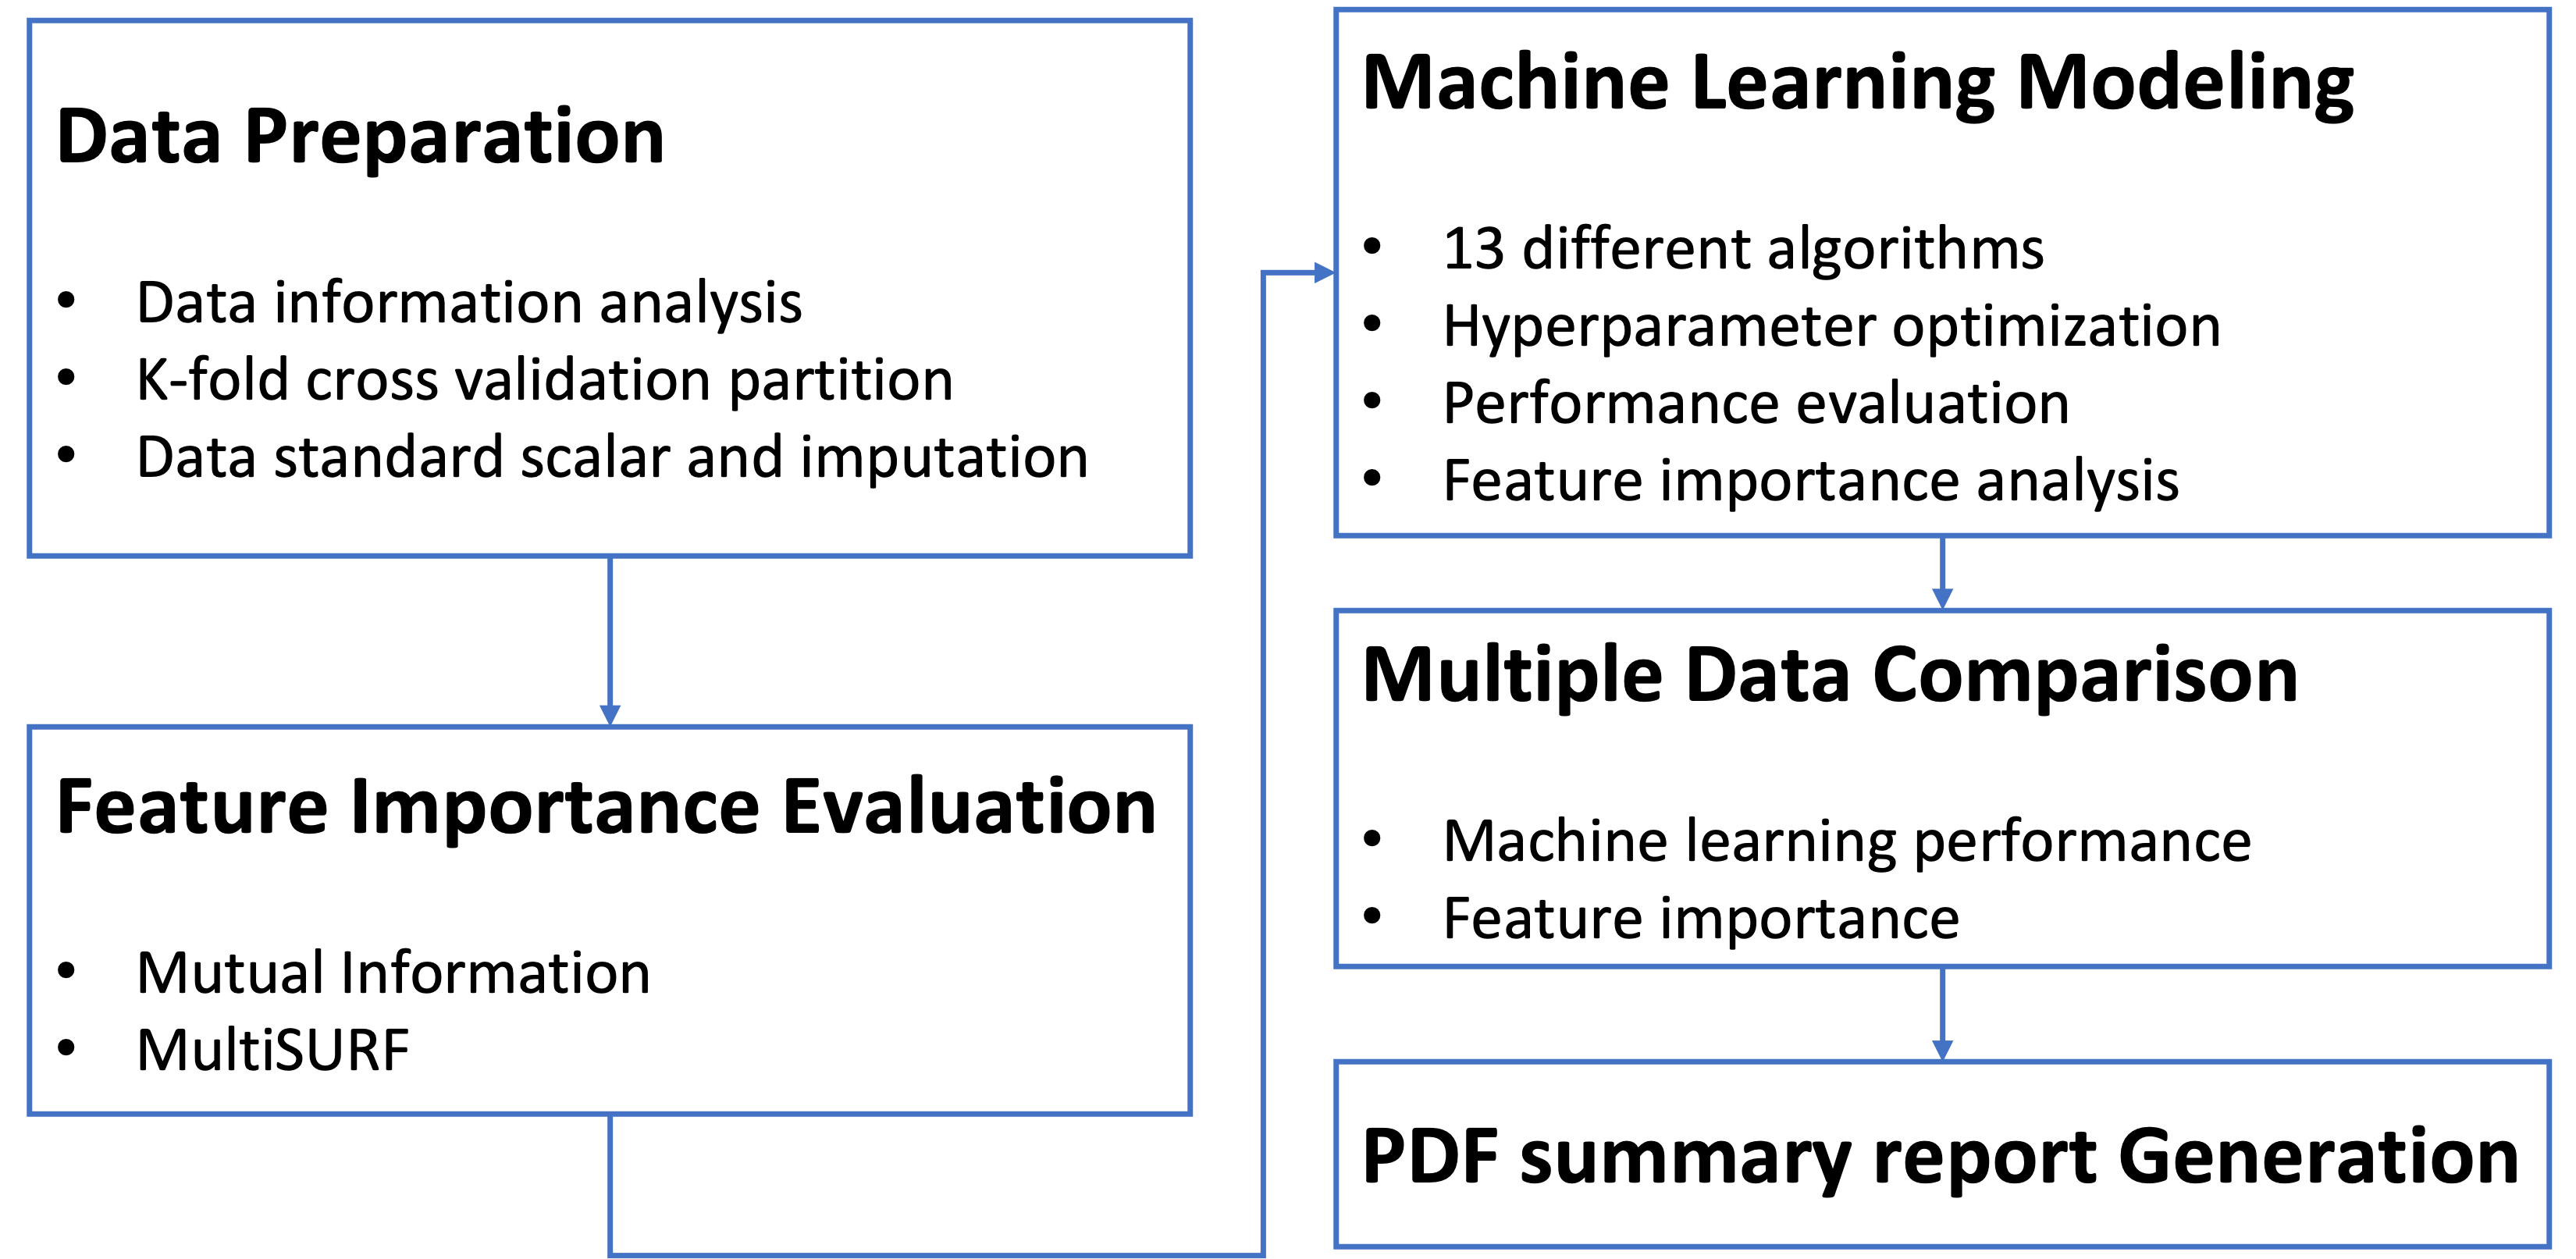 Data Preparation
• Data information analysis
• K-fold cross validation partition
• Data standard scalar and imputation
Feature Importance Evaluation
• Mutual Information
• MultiSURF
Machine Learning Modeling
• 13 different algorithms
• Hyperparameter optimization
• Performance evaluation
• Feature importance analysis
Multiple Data Comparison
• Machine learning performance
• Feature importance
PDF summary report Generation